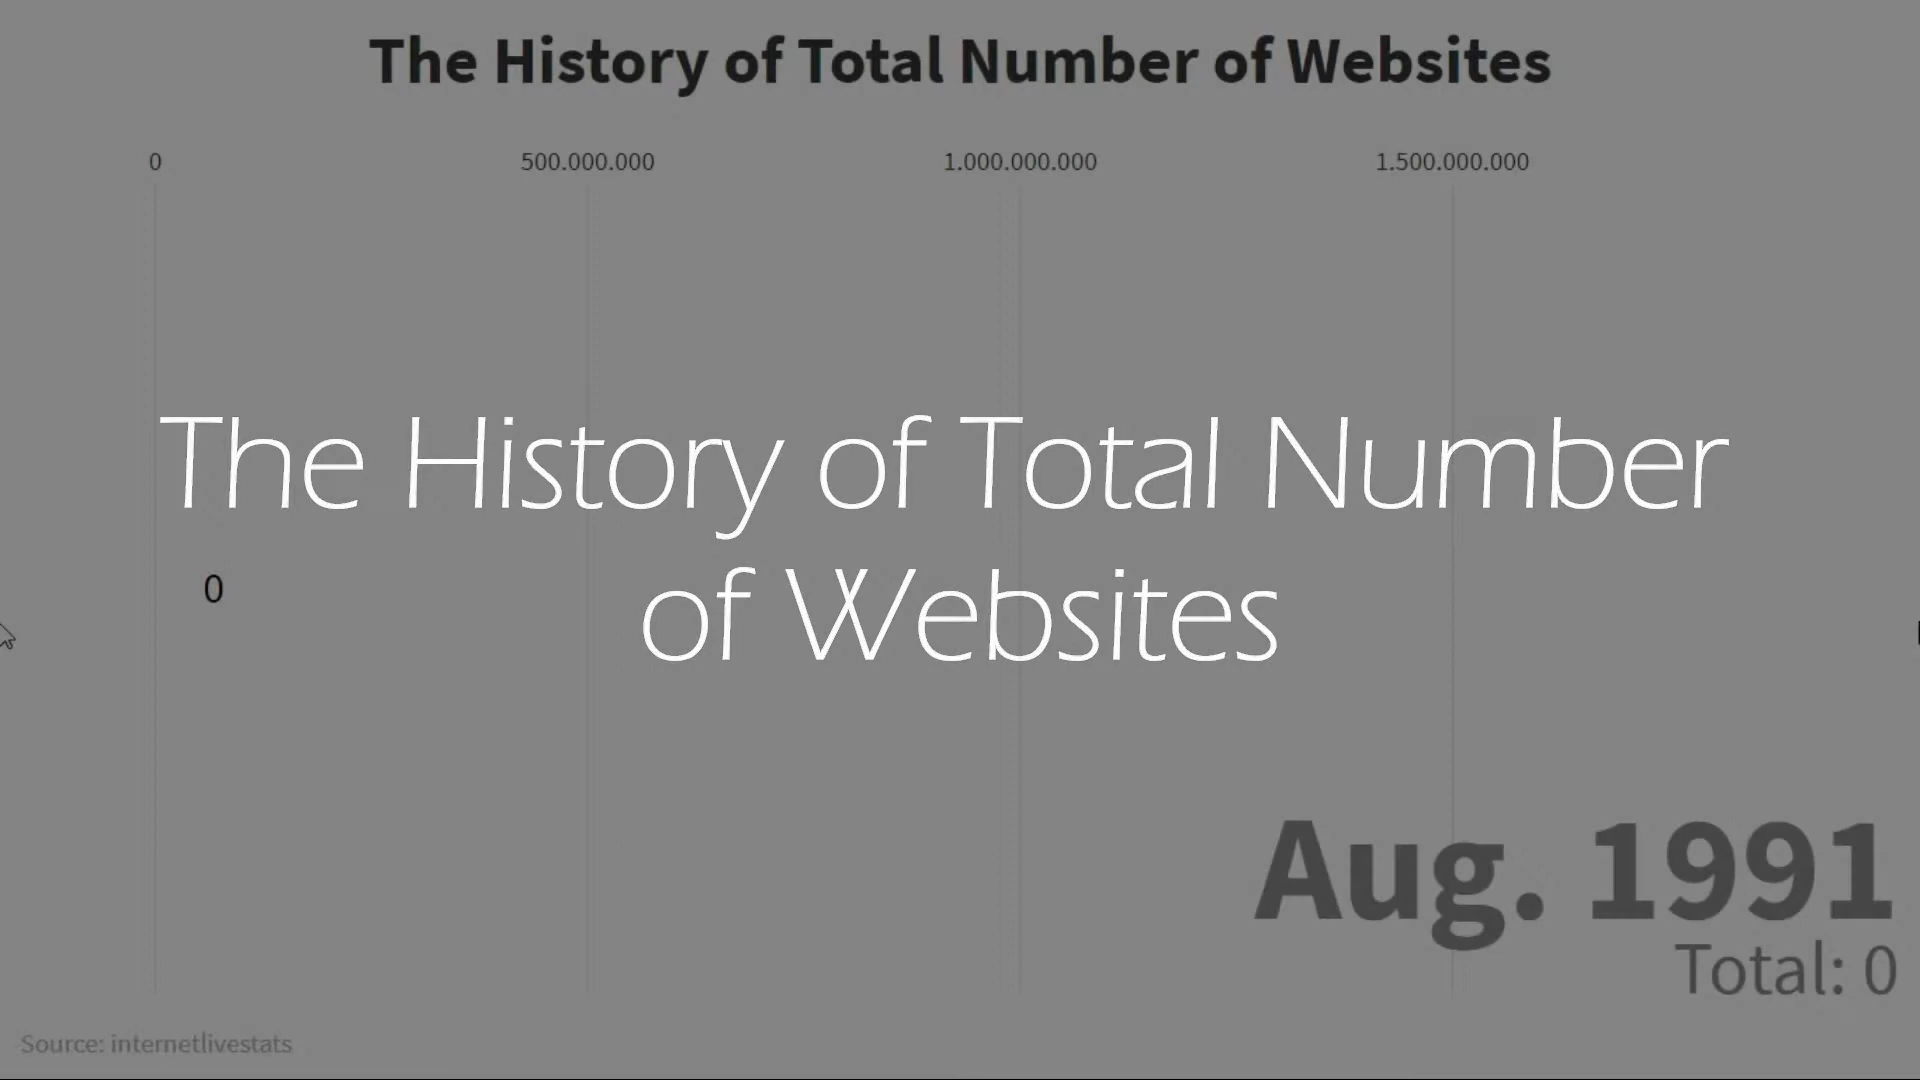 The History of Total Number of Websites
0 500.000.000 1.000.000.000 1.500.000.000
The History of Total Number
0
of Websites
Aug. 1991
Total: 0
Source: internetlivestats